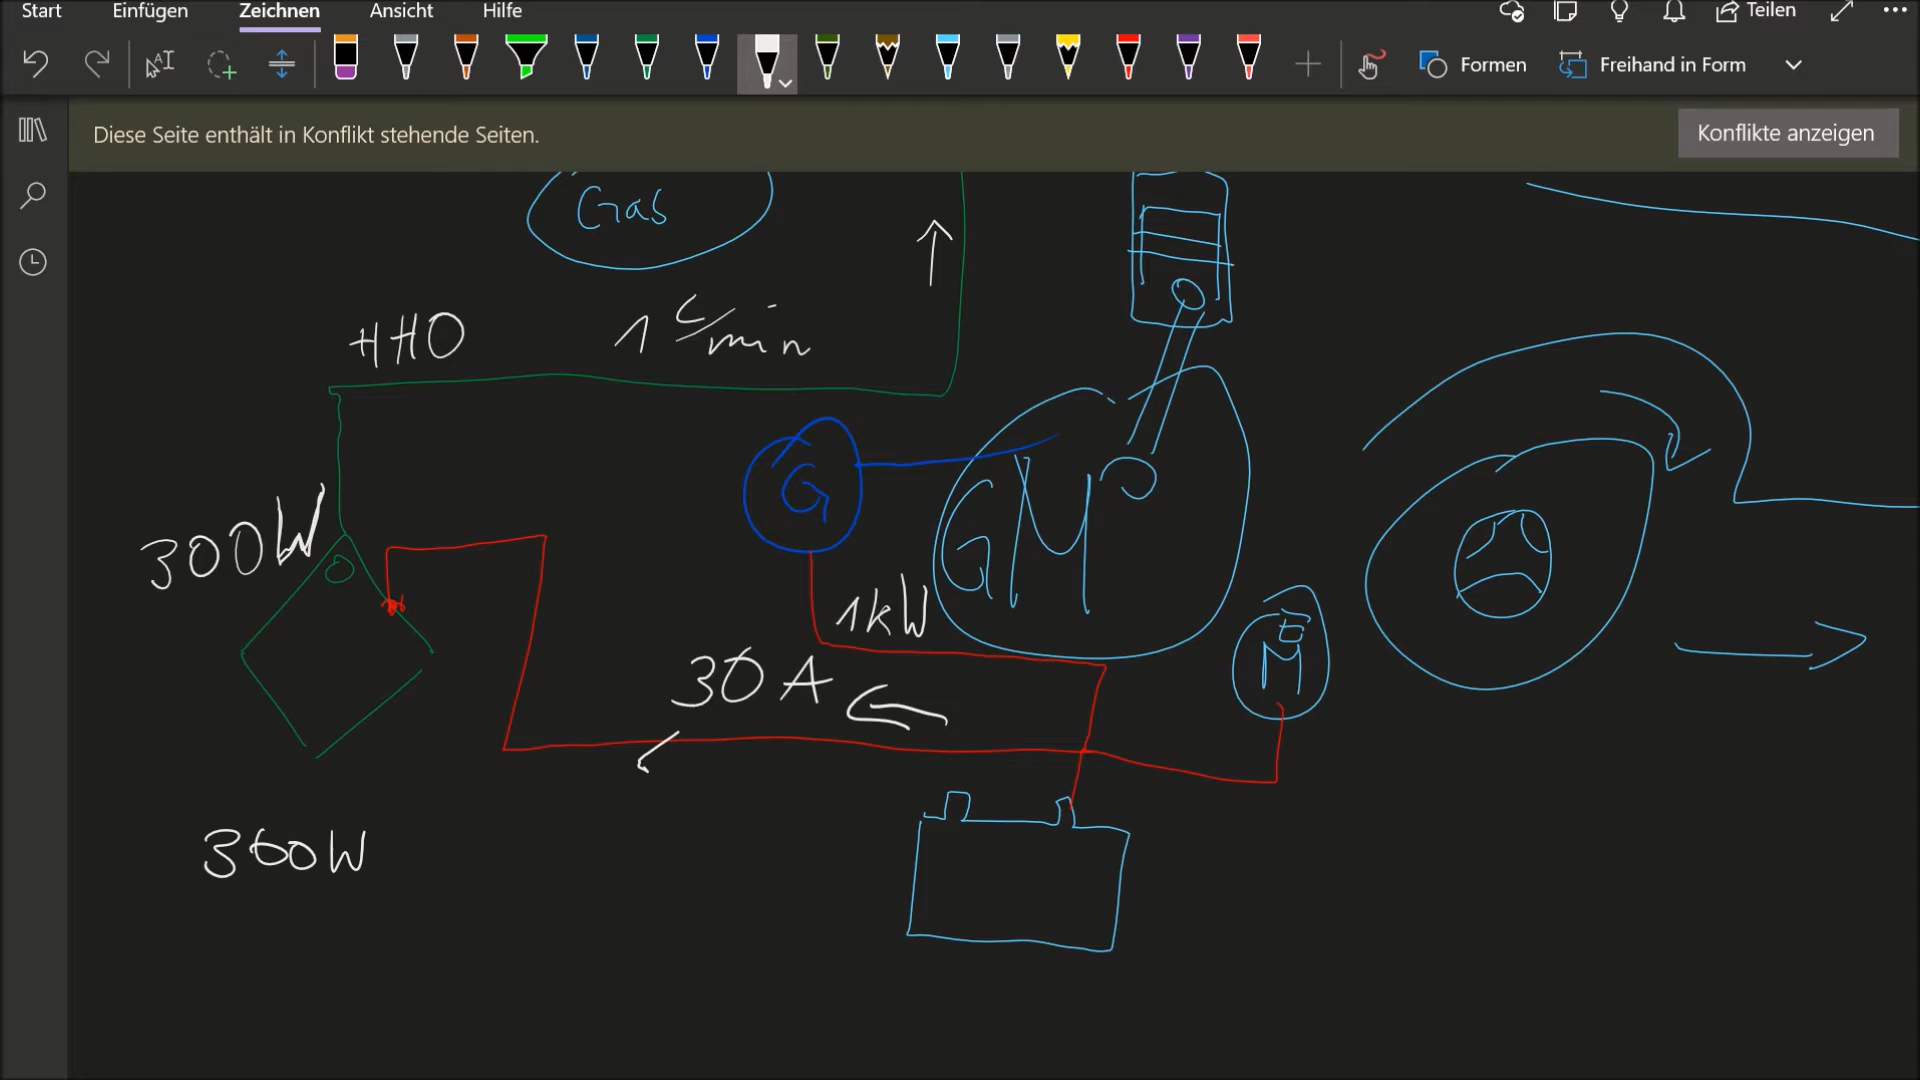 Start Einfügen Zeichnen Ansicht Hilfe Teilen
Formen Freihand in Form
Diese Seite enthält in Konflikt stehende Seiten. Konflikte anzeigen
Gas
HHO 1 L/min
G
GM
300W
1kW
E
M
30A
360W